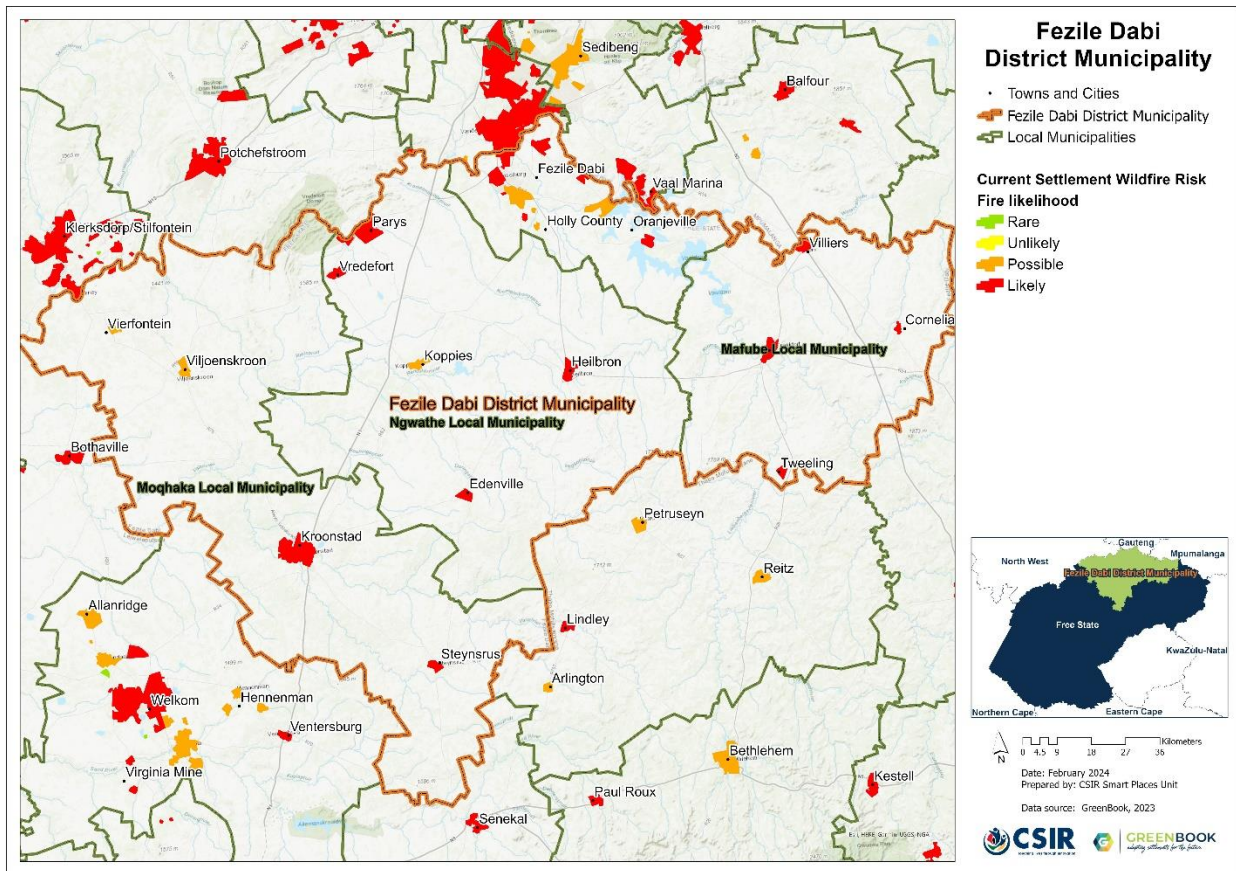 Fezile Dabi
District Municipality
Towns and Cities
Fezile Dabi District Municipality
Local Municipalities
Current Settlement Wildfire Risk
Fire likelihood
Rare
Unlikely
Possible
Likely
Sedibeng
Balfour
Potchefstroom
Fezile Dabi
Vaal Marina
Klerksdorp/Stilfontein
Parys
Holly County
Oranjeville
Villiers
Vredefort
Vierfontein
Cornelia
Viljoenskroon
Koppies
Heilbron
Mafube Local Municipality
Fezile Dabi District Municipality
Ngwathe Local Municipality
Bothaville
Tweeling
Moqhaka Local Municipality
Edenville
Petruseyn
Kroonstad
Reitz
Allanridge
Lindley
Steynsrus
Arlington
Welkom
Hennenman
Ventersburg
Bethlehem
Virginia Mine
Kestell
Paul Roux
Senekal
Gauteng
North West
Mpumalanga
Fezile Dabi District Municipality
Free State
KwaZulu-Natal
Northern Cape
Eastern Cape
Kilometers
0 4.5 9 18 27 36
N
Date: February 2024
Prepared by: CSIR Smart Places Unit
Data source: GreenBook, 2023
CSIR
G
GREENBOOK
adapting settlements for the future